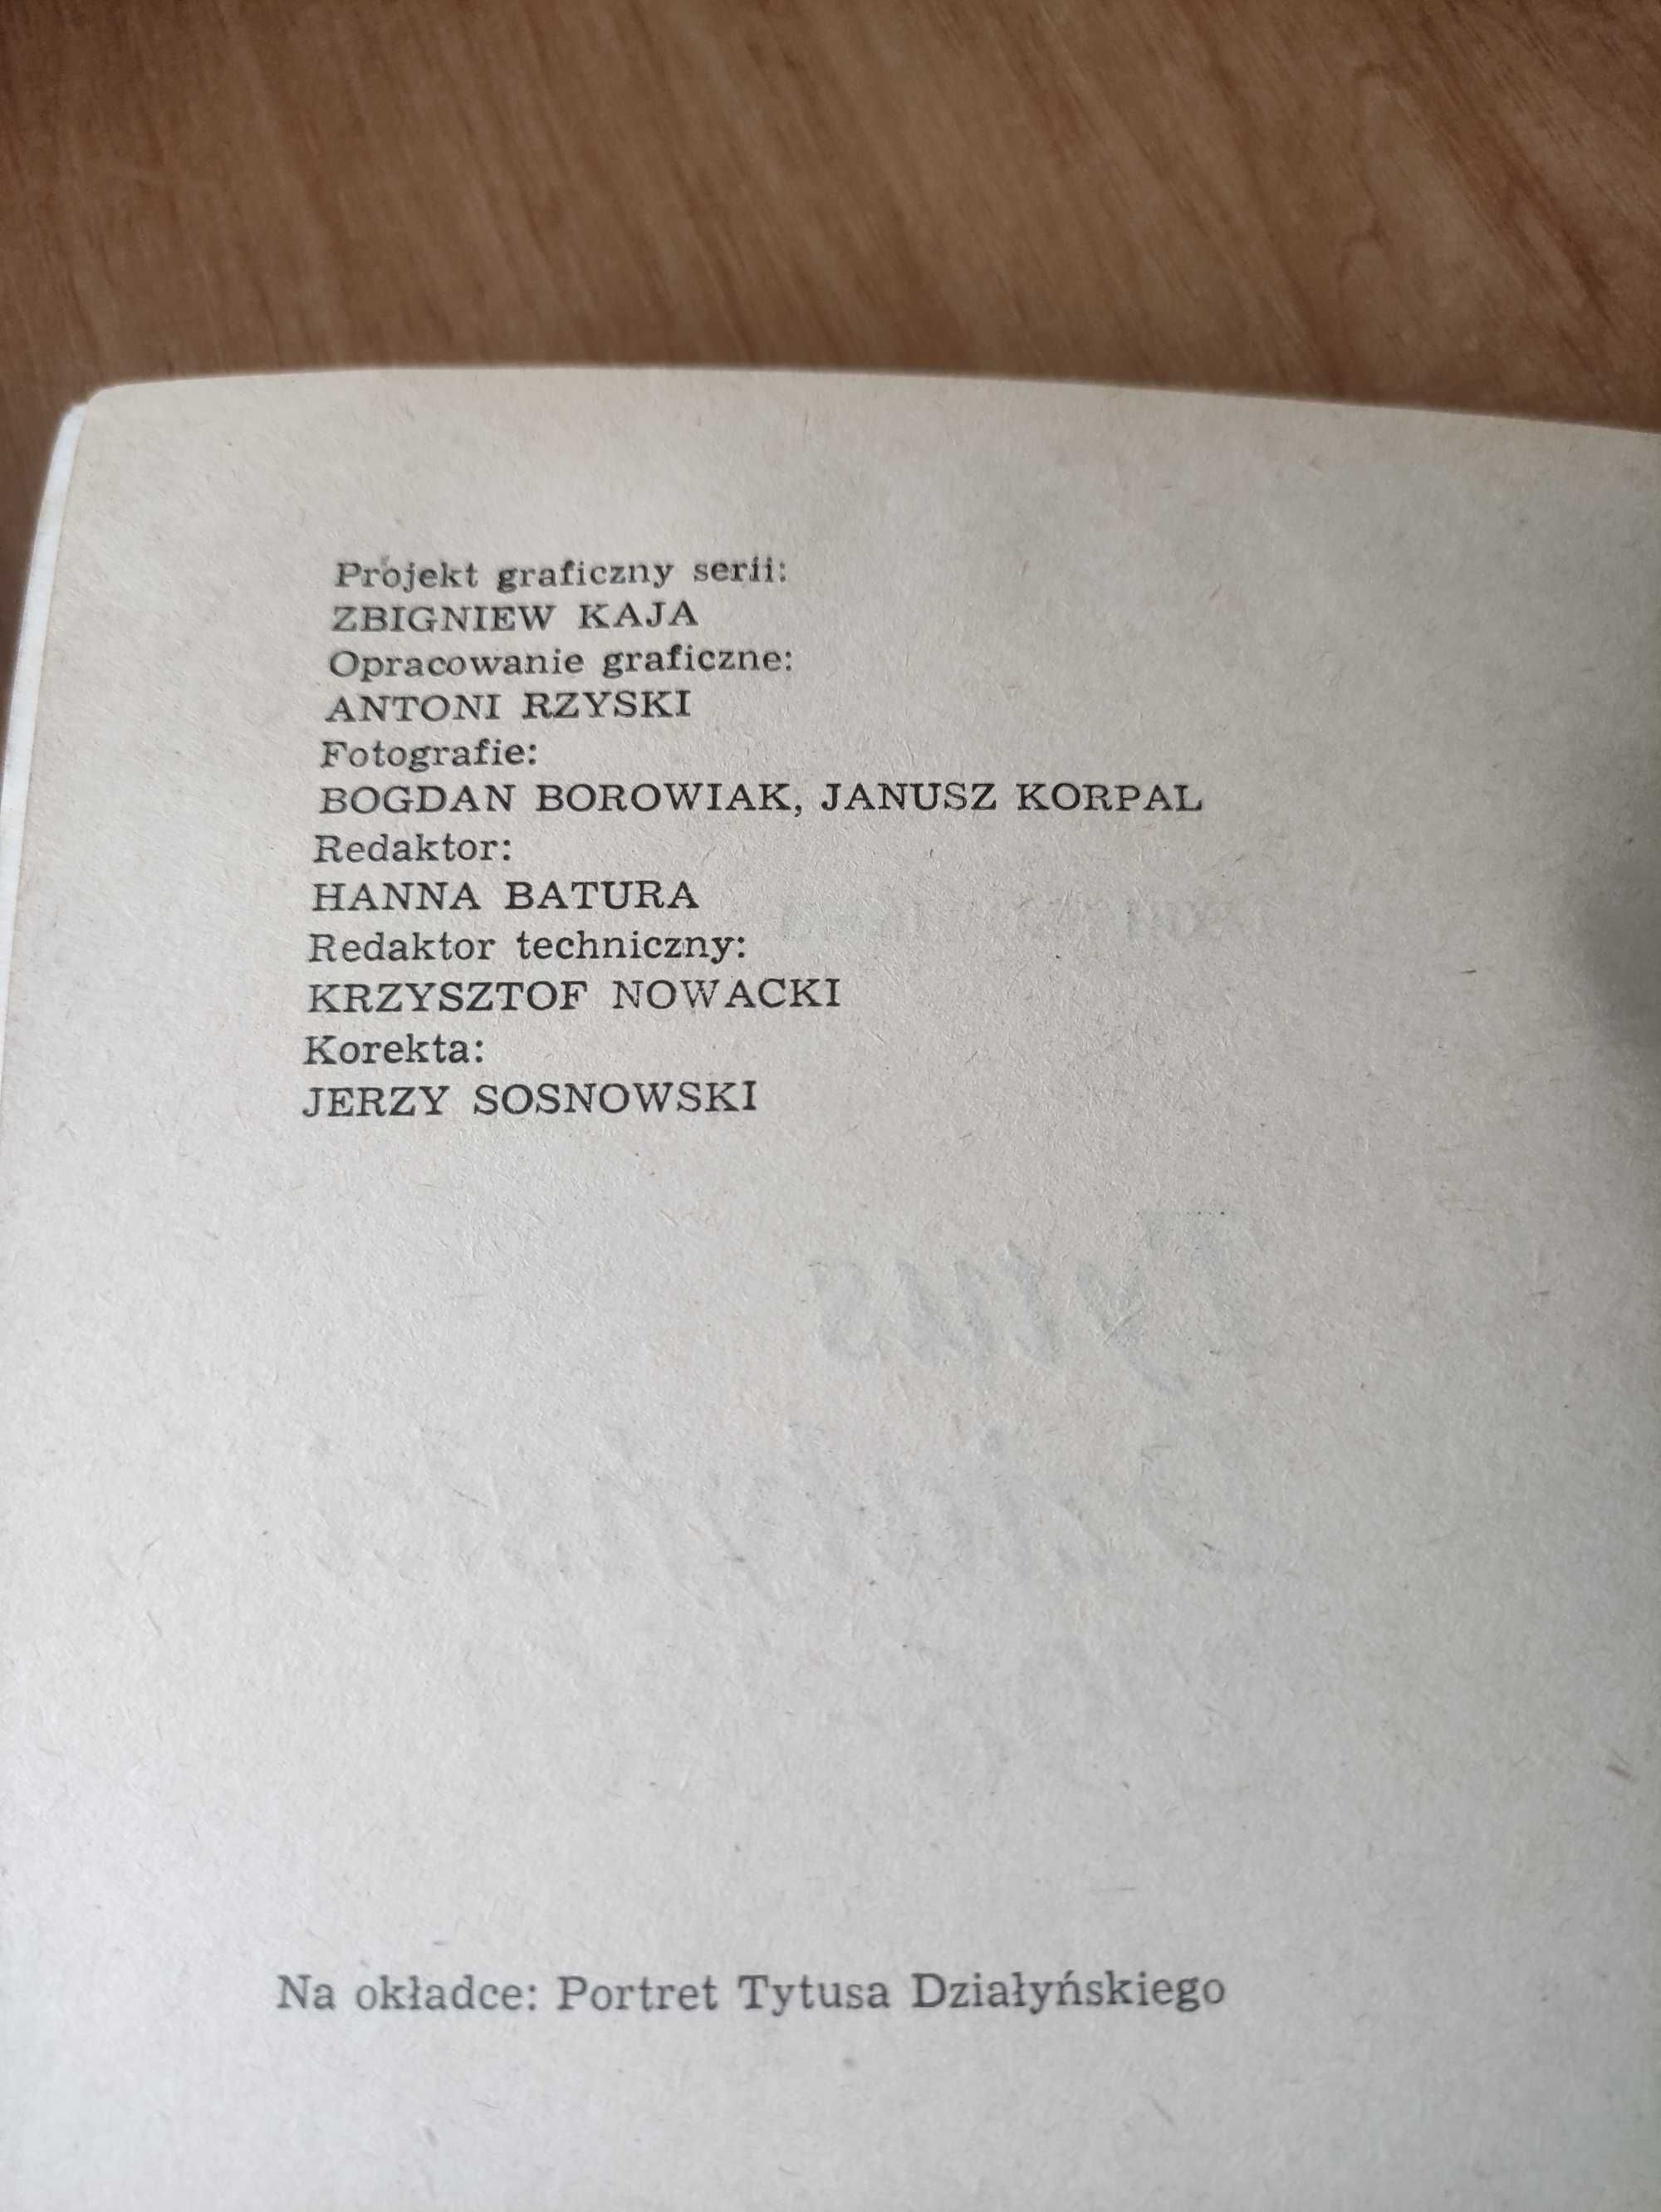 Projekt graficzny serii:
ZBIGNIEW KAJA
Opracowanie graficzne:
ANTONI RZYSKI
Fotografie:
BOGDAN BOROWIAK, JANUSZ KORPAL
Redaktor:
HANNA BATURA
Redaktor techniczny:
KRZYSZTOF NOWACKI
Korekta:
JERZY SOSNOWSKI
Na okładce: Portret Tytusa Działyńskiego